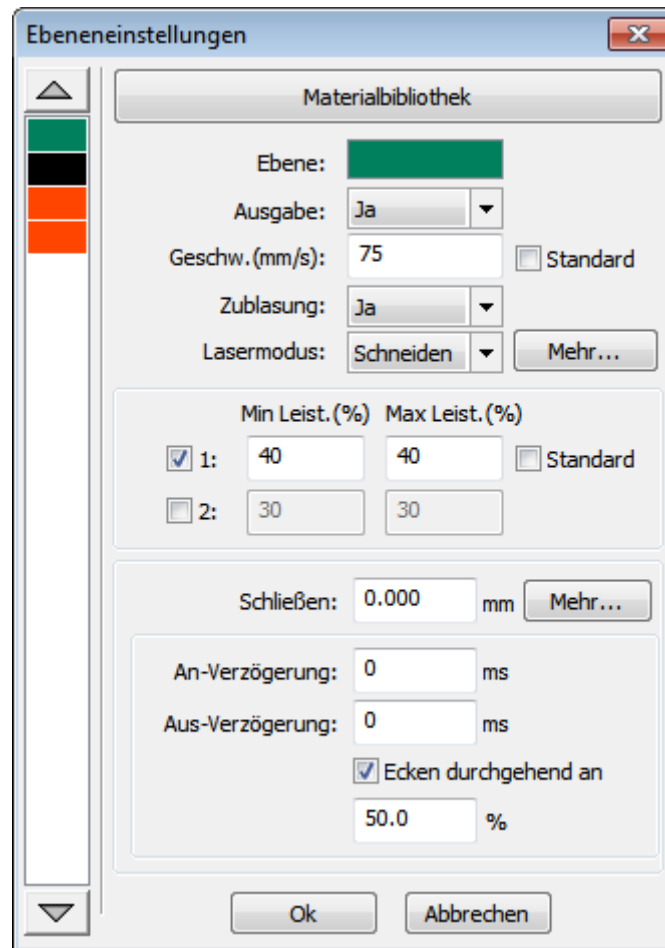 Ebeneneinstellungen
Materialbibliothek
Ebene:
Ausgabe: Ja
Geschw.(mm/s): 75 Standard
Zublasung: Ja
Lasermodus: Schneiden Mehr...
Min Leist.(%) Max Leist.(%)
1: 40 40 Standard
2: 30 30
Schließen: 0.000 mm Mehr...
An-Verzögerung: 0 ms
Aus-Verzögerung: 0 ms
Ecken durchgehend an
50.0 %
Ok Abbrechen